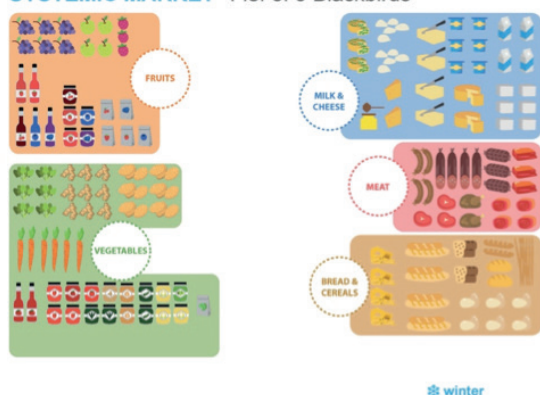 FRUITS
MILK &
CHEESE
MEAT
VEGETABLES
BREAD &
CEREALS
winter